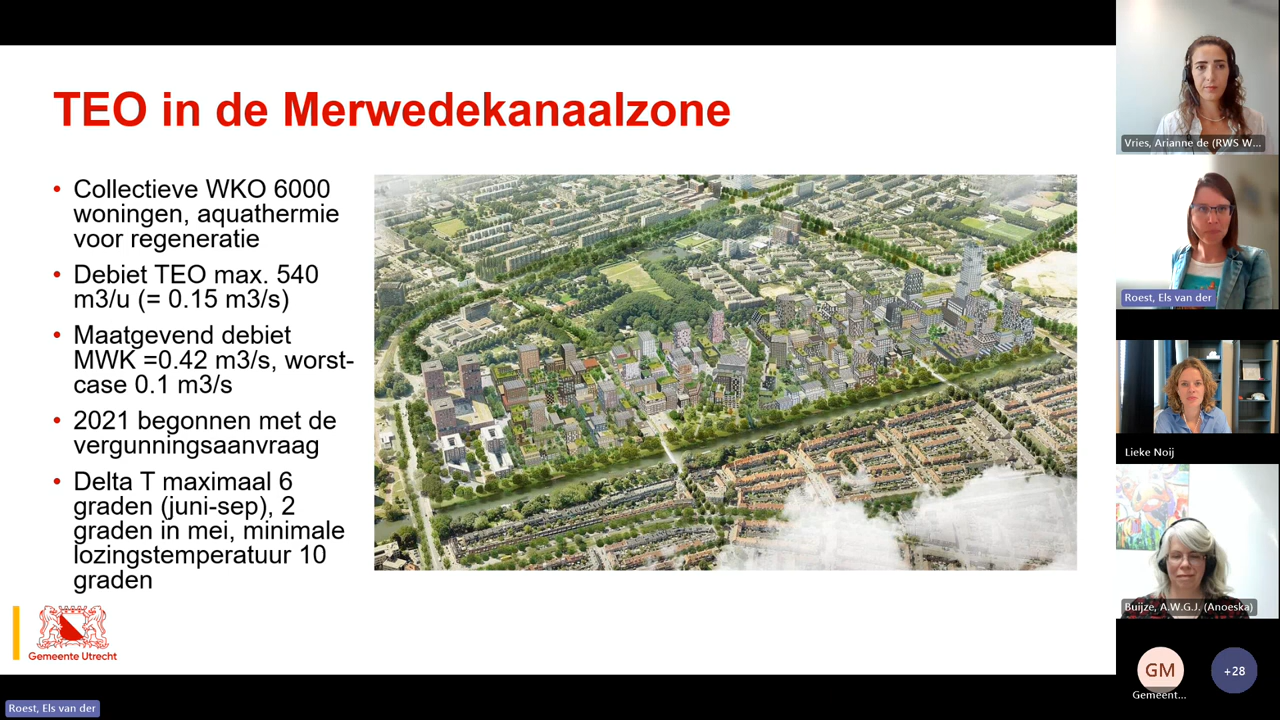 TEO in de Merwedekanaalzone
• Collectieve WKO 6000
woningen, aquathermie
voor regeneratie
• Debiet TEO max. 540
m3/u (= 0.15 m3/s)
• Maatgevend debiet
MWK =0.42 m3/s, worst-
case 0.1 m3/s
• 2021 begonnen met de
vergunningsaanvraag
• Delta T maximaal 6
graden (juni-sep), 2
graden in mei, minimale
lozingstemperatuur 10
graden
Gemeente Utrecht
Roest, Els van der
Vries, Arianne de (RWS W...
Roest, Els van der
Lieke Noij
Buijze, A.W.G.J. (Anoeska)
GM
Gemeent...
+28